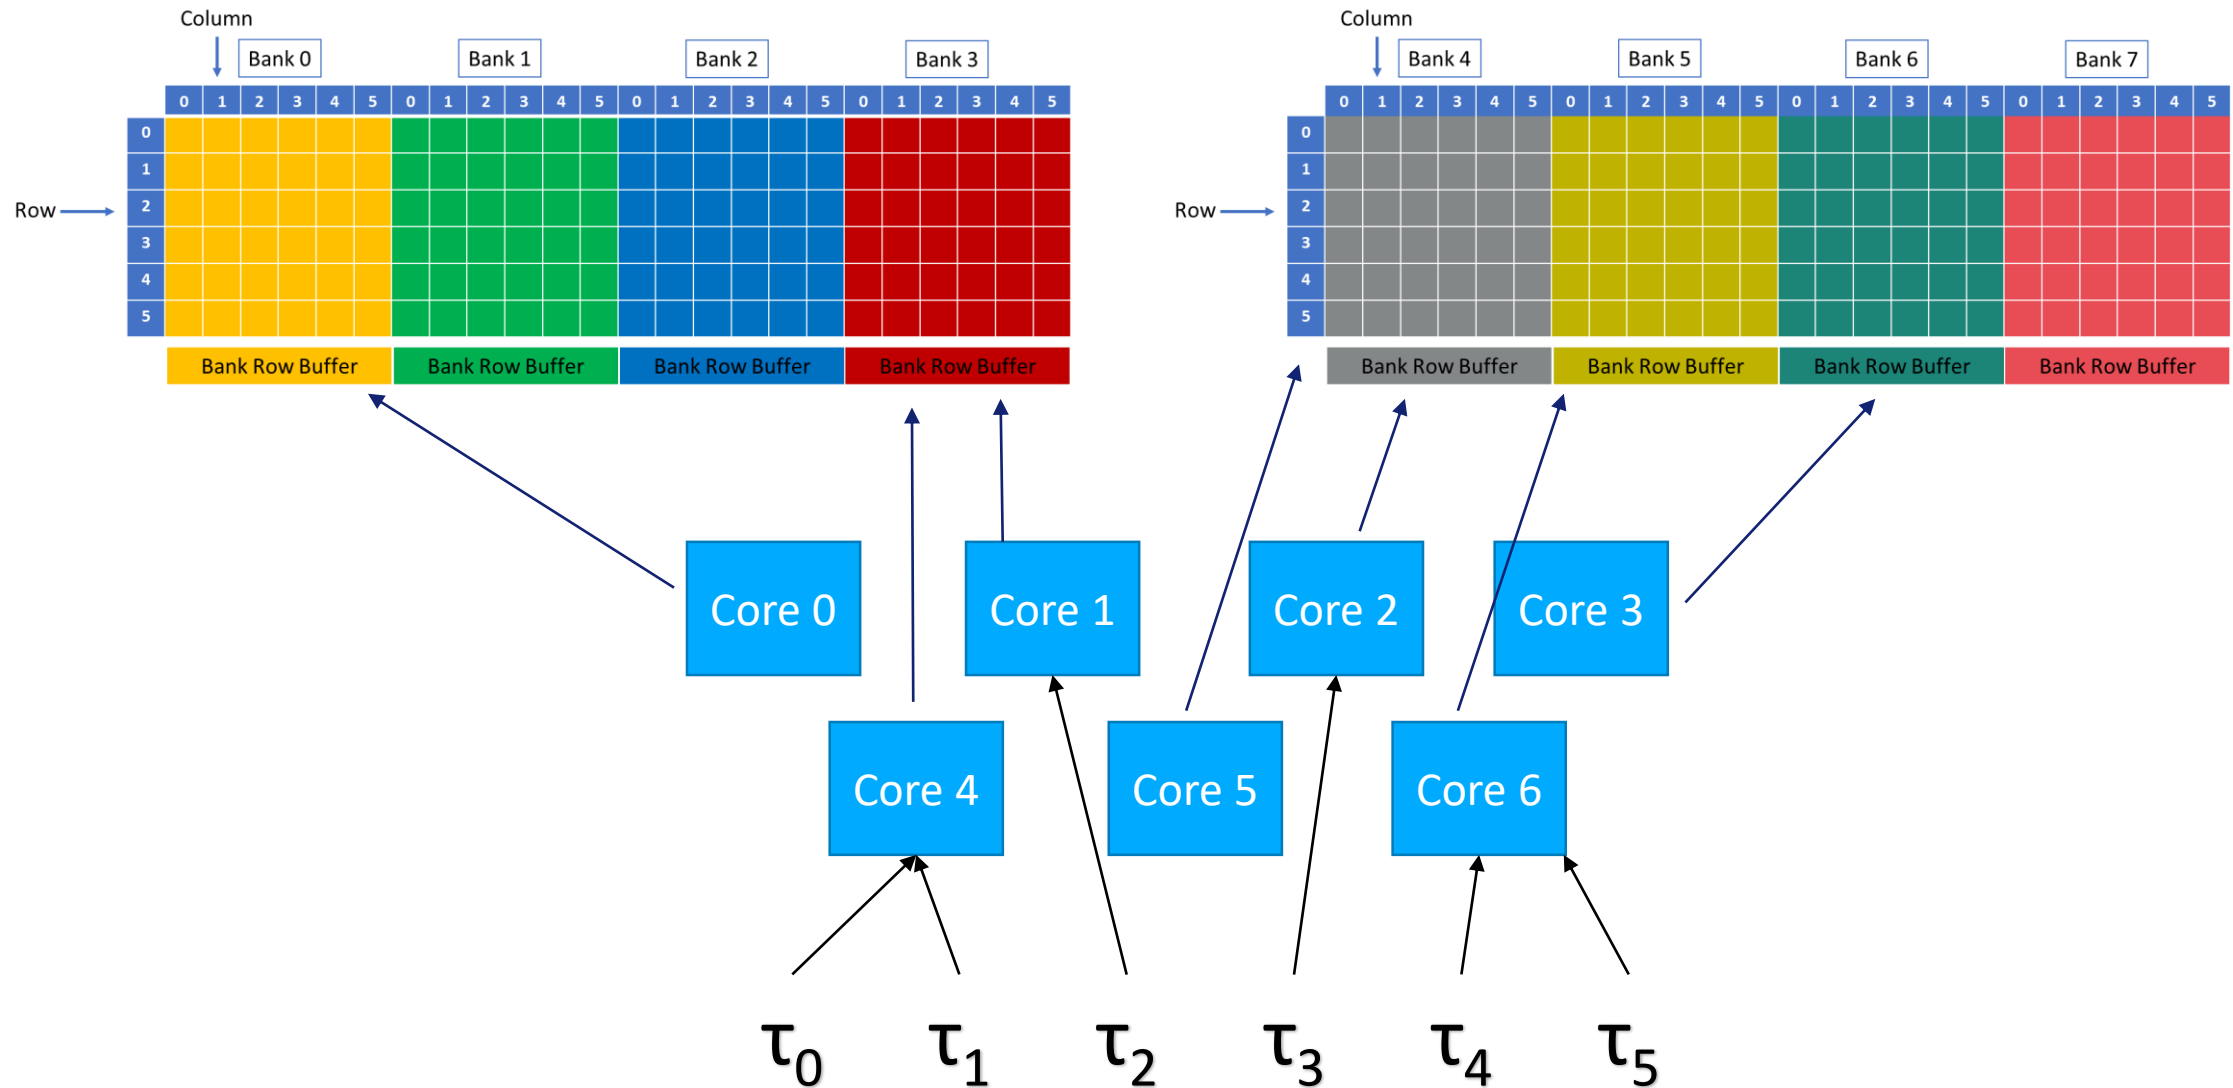 Column
Column
Bank 0
Bank 1
Bank 2
Bank 3
Bank 4
Bank 5
Bank 6
Bank 7
0 1 2 3 4 5 0 1 2 3 4 5 0 1 2 3 4 5 0 1 2 3 4 5
0 1 2 3 4 5 0 1 2 3 4 5 0 1 2 3 4 5 0 1 2 3 4 5
0
1
2
3
4
5
Row
0
1
2
3
4
5
Row
Bank Row Buffer
Bank Row Buffer
Bank Row Buffer
Bank Row Buffer
Bank Row Buffer
Bank Row Buffer
Bank Row Buffer
Bank Row Buffer
Core 0
Core 1
Core 2
Core 3
Core 4
Core 5
Core 6
τ0
τ1
τ2
τ3
τ4
τ5